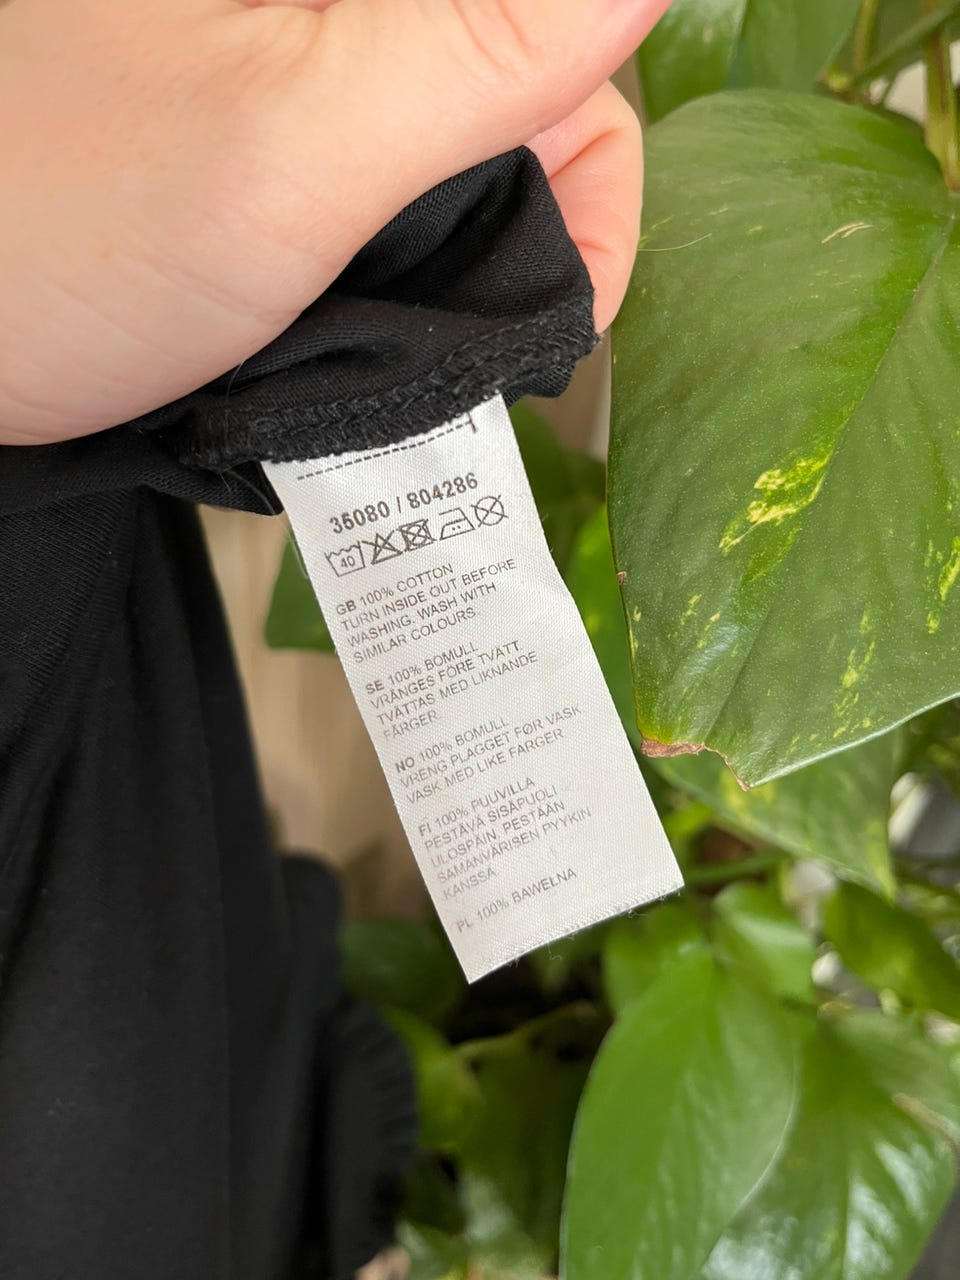 35080 / 804286
40
GB 100% COTTON
TURN INSIDE OUT BEFORE
WASHING. WASH WITH
SIMILAR COLOURS.
SE 100% BOMULL
VRÄNGES FÖRE TVÄTT
TVÄTTAS MED LIKNANDE
FÄRGER
NO 100% BOMULL
VRENG PLAGGET FØR VASK
VASK MED LIKE FARGER
FI 100% PUUVILLA
PESTÄVÄ SISÄPUOLI
ULOSPÄIN. PESTÄÄN
SAMANVÄRISEN PYYKIN
KANSSA
PL 100% BAWEŁNA